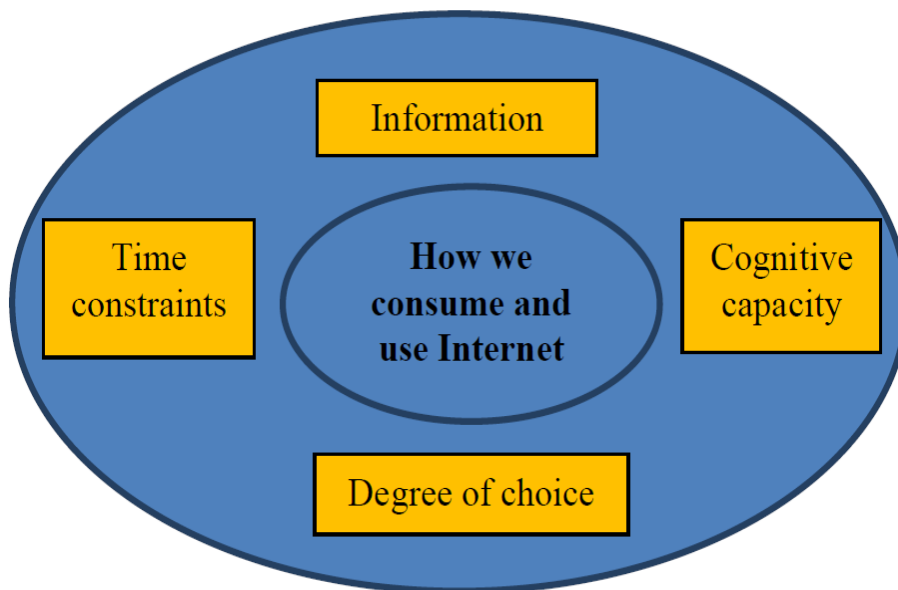 Information
Time
constraints
How we
consume and
use Internet
Cognitive
capacity
Degree of choice